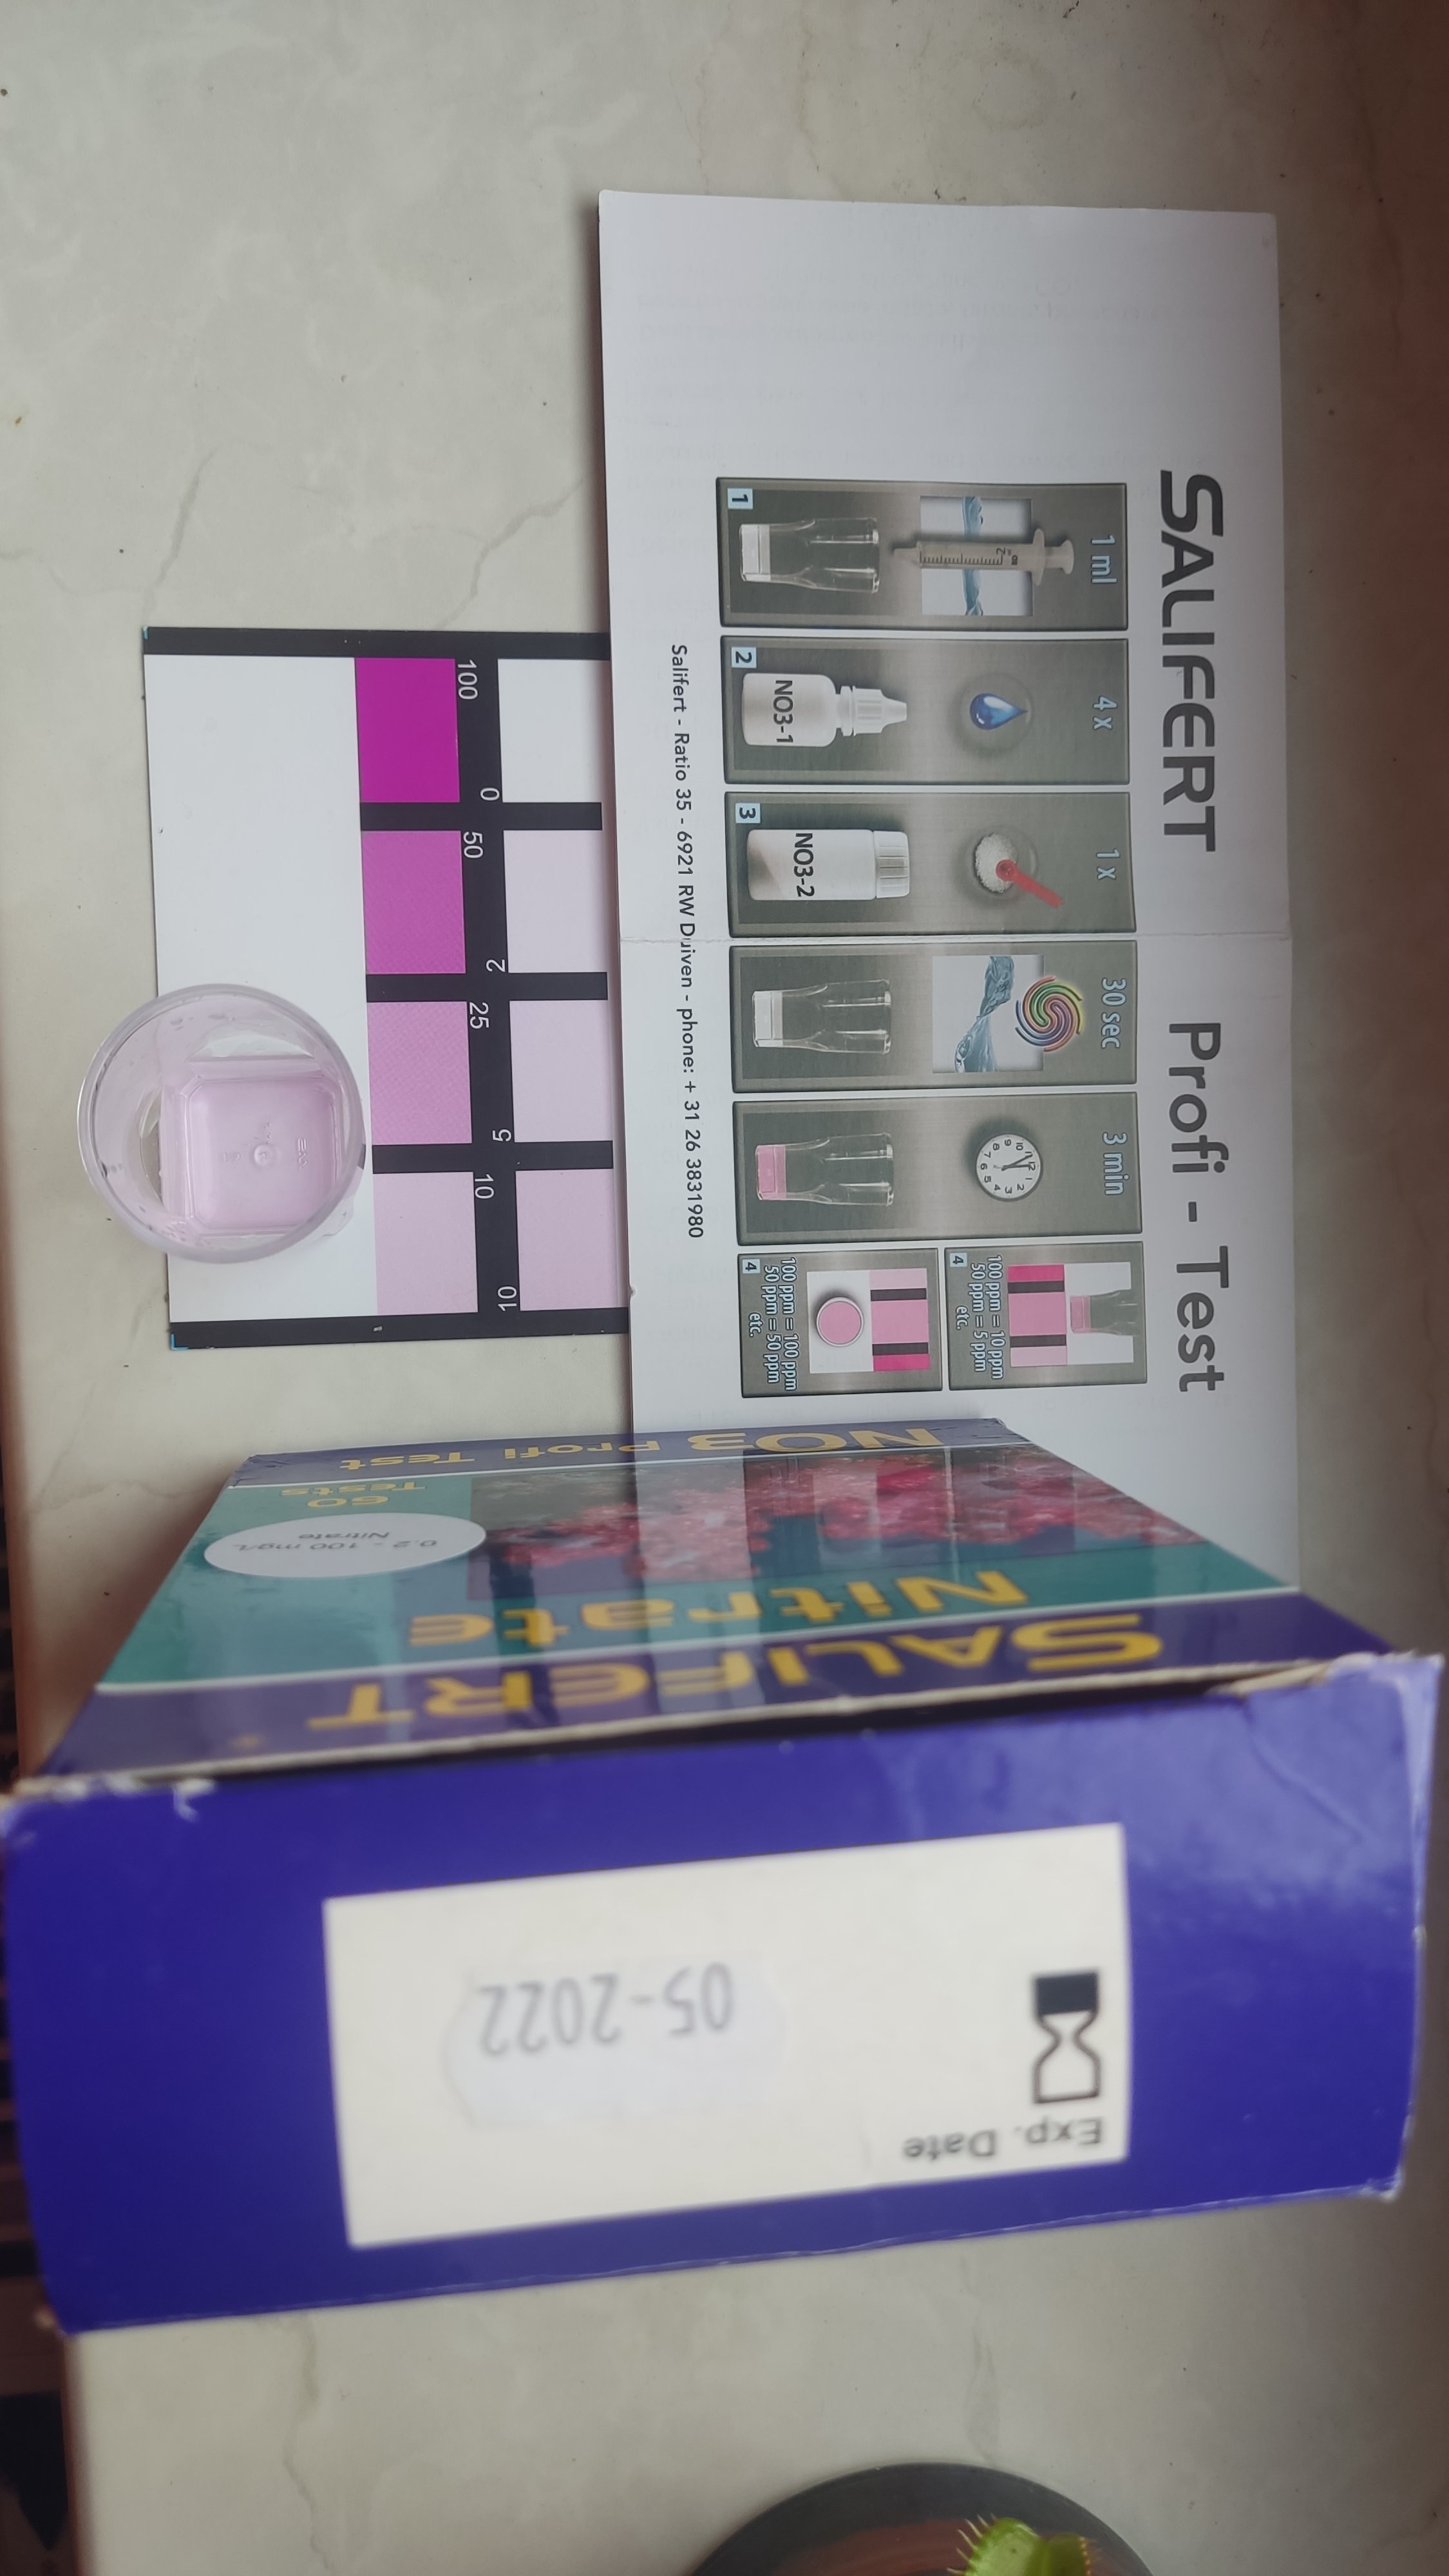 SALIFERT Profi - Test
1 ml
1
4 x
NO3-1
2
1 x
NO3-2
3
30 sec
3 min
4
100 ppm = 10 ppm
50 ppm = 5 ppm
etc.
100 ppm = 100 ppm
50 ppm = 50 ppm
etc.
4
Salifert - Ratio 35 - 6921 RW Duiven - phone: + 31 26 3831980
0 2 5 10
100 50 25 10
SALIFERT
Nitrate
0.2 - 100 mg/L
Nitrate
60
Tests
NO3 Profi Test
Exp. Date
05-2022